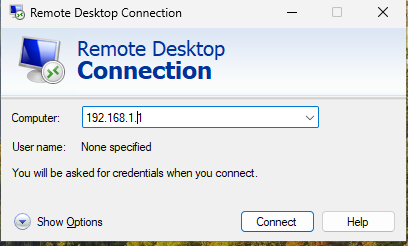 Remote Desktop Connection
Remote Desktop
Connection
Computer: 192.168.1.1
User name: None specified
You will be asked for credentials when you connect.
Show Options Connect Help